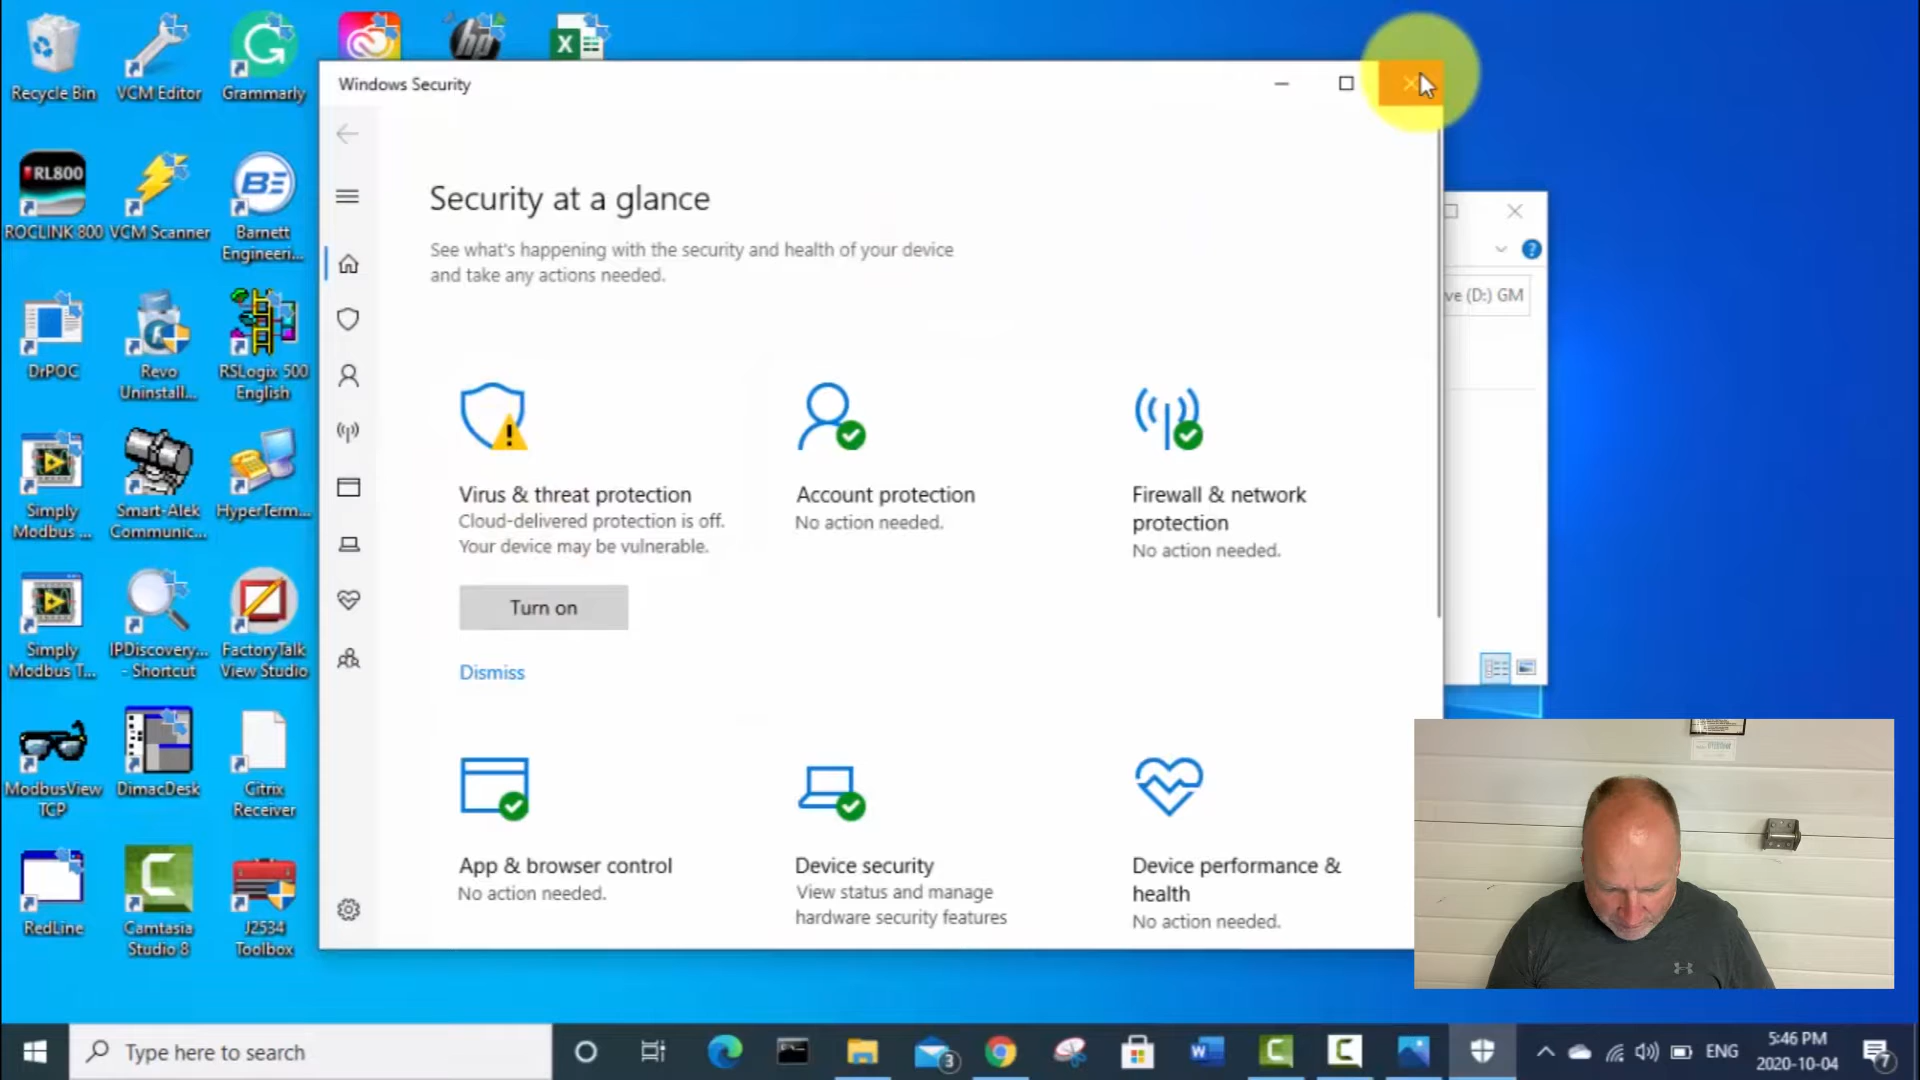 Recycle Bin
VCM Editor
Grammarly
hp
Windows Security
RL800
ROCLINK 800
VCM Scanner
BE
Barnett
Engineeri...
Security at a glance
See what's happening with the security and health of your device
and take any actions needed.
ve (D:) GM
DrPOC
Revo
Uninstall...
RSLogix 500
English
Simply
Modbus ...
Smart-Alek
Communic...
HyperTerm...
Virus & threat protection
Cloud-delivered protection is off.
Your device may be vulnerable.
Turn on
Dismiss
Account protection
No action needed.
Firewall & network
protection
No action needed.
Simply
Modbus T...
IPDiscovery...
- Shortcut
FactoryTalk
View Studio
ModbusView
TCP
DimacDesk
Citrix
Receiver
App & browser control
No action needed.
Device security
View status and manage
hardware security features
Device performance &
health
No action needed.
RedLine
Camtasia
Studio 8
J2534
Toolbox
Type here to search
3
ENG
5:46 PM
2020-10-04
7